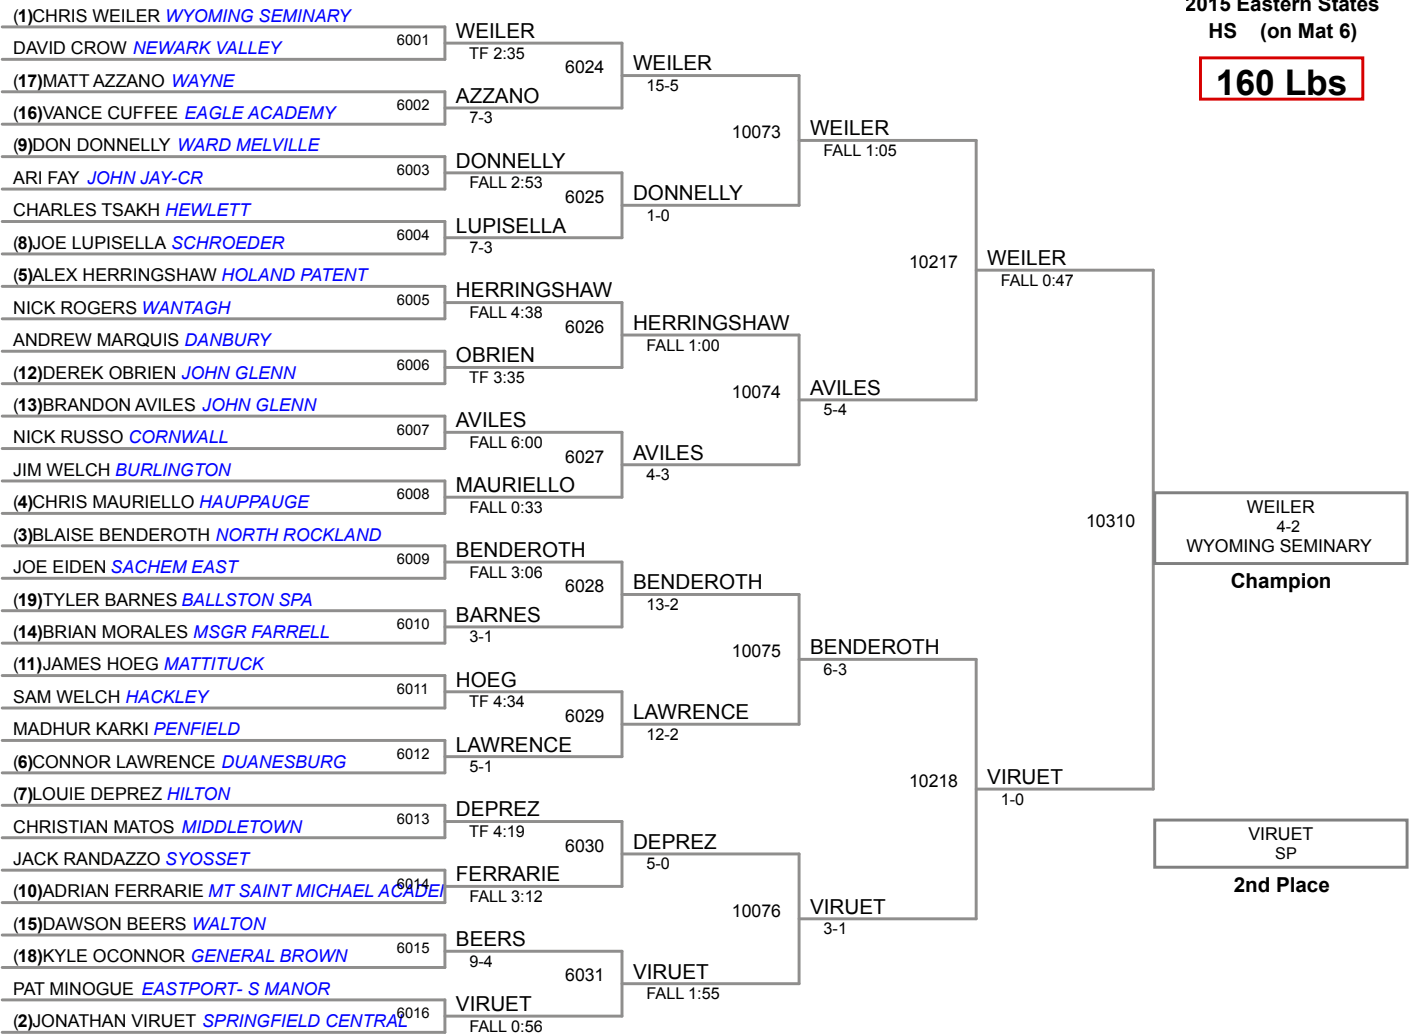 2015 Eastern States
HS (on Mat 6)
160 Lbs
(1)CHRIS WEILER WYOMING SEMINARY
DAVID CROW NEWARK VALLEY
(17)MATT AZZANO WAYNE
(16)VANCE CUFFEE EAGLE ACADEMY
(9)DON DONNELLY WARD MELVILLE
ARI FAY JOHN JAY-CR
CHARLES TSAKH HEWLETT
(8)JOE LUPISELLA SCHROEDER
(5)ALEX HERRINGSHAW HOLAND PATENT
NICK ROGERS WANTAGH
ANDREW MARQUIS DANBURY
(12)DEREK OBRIEN JOHN GLENN
(13)BRANDON AVILES JOHN GLENN
NICK RUSSO CORNWALL
JIM WELCH BURLINGTON
(4)CHRIS MAURIELLO HAUPPAUGE
(3)BLAISE BENDEROTH NORTH ROCKLAND
JOE EIDEN SACHEM EAST
(19)TYLER BARNES BALLSTON SPA
(14)BRIAN MORALES MSGR FARRELL
(11)JAMES HOEG MATTITUCK
SAM WELCH HACKLEY
MADHUR KARKI PENFIELD
(6)CONNOR LAWRENCE DUANESBURG
(7)LOUIE DEPREZ HILTON
CHRISTIAN MATOS MIDDLETOWN
JACK RANDAZZO SYOSSET
(10)ADRIAN FERRARIE MT SAINT MICHAEL ACADEI
(15)DAWSON BEERS WALTON
(18)KYLE OCONNOR GENERAL BROWN
PAT MINOGUE EASTPORT- S MANOR
(2)JONATHAN VIRUET SPRINGFIELD CENTRAL
6001
6002
6003
6004
6005
6006
6007
6008
6009
6010
6011
6012
6013
6014
6015
6016
WEILER
TF 2:35
AZZANO
7-3
DONNELLY
FALL 2:53
LUPISELLA
7-3
HERRINGSHAW
FALL 4:38
OBRIEN
TF 3:35
AVILES
FALL 6:00
MAURIELLO
FALL 0:33
BENDEROTH
FALL 3:06
BARNES
3-1
HOEG
TF 4:34
LAWRENCE
5-1
DEPREZ
TF 4:19
FERRARIE
FALL 3:12
BEERS
9-4
VIRUET
FALL 0:56
6024
6025
6026
6027
6028
6029
6030
6031
WEILER
15-5
DONNELLY
1-0
HERRINGSHAW
FALL 1:00
AVILES
4-3
BENDEROTH
13-2
LAWRENCE
12-2
DEPREZ
5-0
VIRUET
FALL 1:55
10073
10074
10075
10076
WEILER
FALL 1:05
AVILES
5-4
BENDEROTH
6-3
VIRUET
3-1
10217
10218
WEILER
FALL 0:47
VIRUET
1-0
10310
WEILER
4-2
WYOMING SEMINARY
Champion
VIRUET
SP
2nd Place